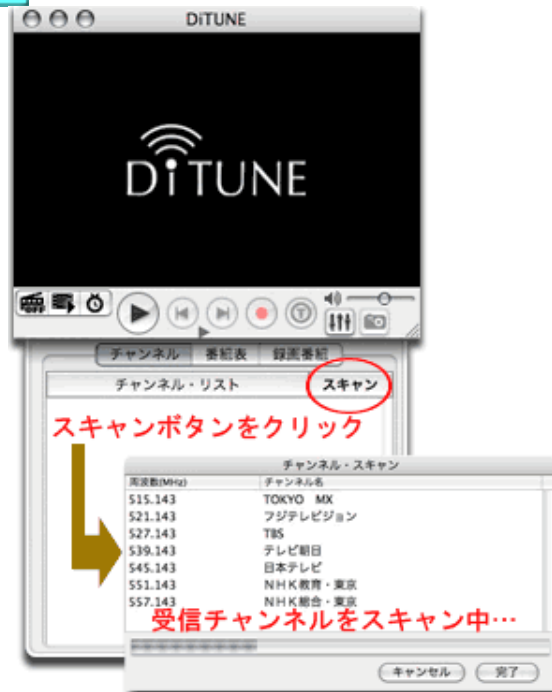 DiTUNE
DiTUNE
T
チャンネル 番組表 録画番組
チャンネル・リスト スキャン
スキャンボタンをクリック
チャンネル・スキャン
周波数(MHz) チャンネル名
515.143 TOKYO MX
521.143 フジテレビジョン
527.143 TBS
539.143 テレビ朝日
545.143 日本テレビ
551.143 NHK教育・東京
557.143 NHK総合・東京
受信チャンネルをスキャン中…
キャンセル 完了